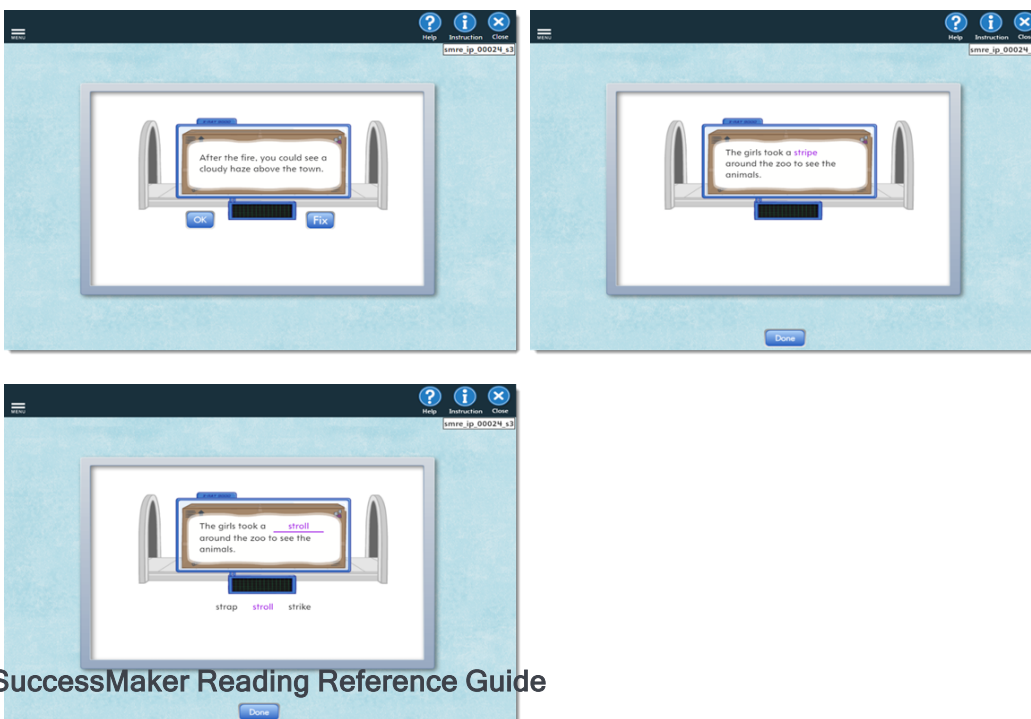 MENU
Help Instruction Close
smre_ip_00024_s3
After the fire, you could see a
cloudy haze above the town.
OK Fix
MENU
Help Instruction Clos
smre_ip_00024_
The girls took a stripe
around the zoo to see the
animals.
Done
MENU
Help Instruction Close
smre_ip_00024_s3
The girls took a stroll
around the zoo to see the
animals.
strap stroll strike
SuccessMaker Reading Reference Guide
Done